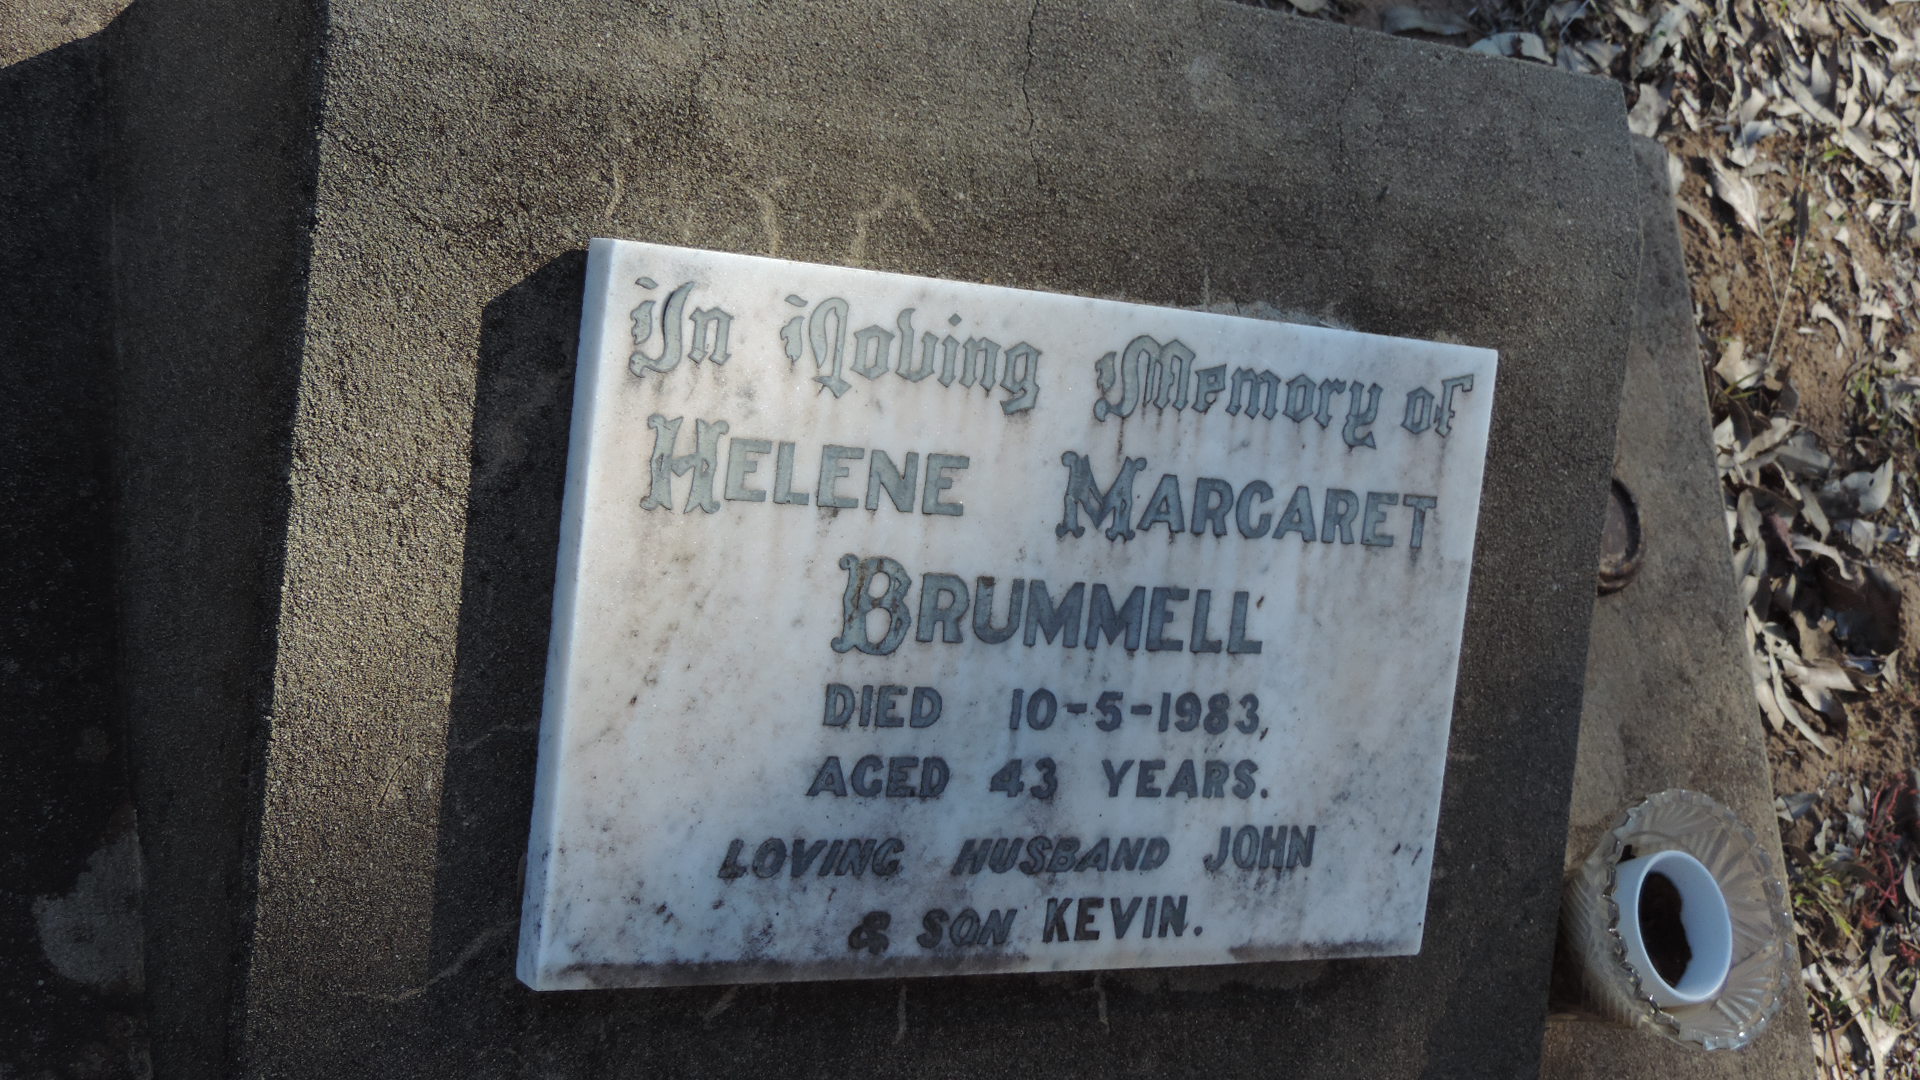 In Loving Memory of
HELENE MARGARET
BRUMMELL
DIED 10-5-1983,
AGED 43 YEARS.
LOVING HUSBAND JOHN
& SON KEVIN.